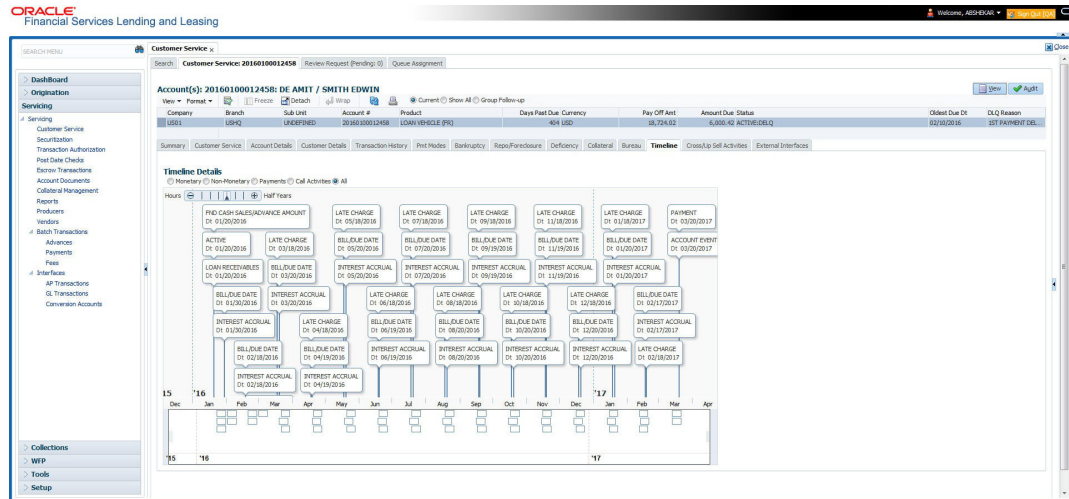 ORACLE
Financial Services Lending and Leasing
Welcome, ABSHEKAR
Sign Out [QA]
SEARCH MENU
Customer Service x
Close
Search Customer Service: 20160100012458 Review Request (Pending: 0) Queue Assignment
DashBoard
Origination
Servicing
Servicing
Customer Service
Securitization
Transaction Authorization
Post Date Checks
Escrow Transactions
Account Documents
Collateral Management
Reports
Producers
Vendors
Batch Transactions
Advances
Payments
Fees
Interfaces
AP Transactions
GL Transactions
Conversion Accounts
Collections
WFP
Tools
Setup
Account(s): 20160100012458: DE AMIT / SMITH EDWIN
View Audit
View Format Freeze Detach Wrap Current Show All Group Follow-up
Company Branch Sub Unit Account # Product Days Past Due Currency Pay Off Amt Amount Due Status Oldest Due Dt DLQ Reason
US01 USHQ UNDEFINED 20160100012458 LOAN VEHICLE (FR) 404 USD 18,724.02 6,000.42 ACTIVE:DELQ 02/10/2016 1ST PAYMENT DEL...
Summary Customer Service Account Details Customer Details Transaction History Pmt Modes Bankruptcy Repo/Foreclosure Deficiency Collateral Bureau Timeline Cross/Up Sell Activities External Interfaces
Timeline Details
Monetary Non-Monetary Payments Call Activities All
Hours Half Years
FND CASH SALES/ADVANCE AMOUNT LATE CHARGE LATE CHARGE LATE CHARGE LATE CHARGE LATE CHARGE PAYMENT
Dt 01/20/2016 Dt 05/18/2016 Dt 07/18/2016 Dt 09/18/2016 Dt 11/18/2016 Dt 01/18/2017 Dt 03/20/2017
ACTIVE LATE CHARGE BILL/DUE DATE BILL/DUE DATE BILL/DUE DATE BILL/DUE DATE BILL/DUE DATE ACCOUNT EVENT
Dt 01/20/2016 Dt 03/18/2016 Dt 05/20/2016 Dt 07/20/2016 Dt 09/19/2016 Dt 11/19/2016 Dt 01/20/2017 Dt 03/20/2017
LOAN RECEIVABLES BILL/DUE DATE INTEREST ACCRUAL INTEREST ACCRUAL INTEREST ACCRUAL INTEREST ACCRUAL INTEREST ACCRUAL
Dt 01/20/2016 Dt 03/20/2016 Dt 05/20/2016 Dt 07/20/2016 Dt 09/19/2016 Dt 11/19/2016 Dt 01/20/2017
BILL/DUE DATE INTEREST ACCRUAL LATE CHARGE LATE CHARGE LATE CHARGE LATE CHARGE BILL/DUE DATE
Dt 01/30/2016 Dt 03/20/2016 Dt 06/18/2016 Dt 08/18/2016 Dt 10/18/2016 Dt 12/18/2016 Dt 02/17/2017
INTEREST ACCRUAL LATE CHARGE BILL/DUE DATE BILL/DUE DATE BILL/DUE DATE BILL/DUE DATE INTEREST ACCRUAL
Dt 01/30/2016 Dt 04/18/2016 Dt 06/19/2016 Dt 08/20/2016 Dt 10/20/2016 Dt 12/20/2016 Dt 02/17/2017
BILL/DUE DATE BILL/DUE DATE INTEREST ACCRUAL INTEREST ACCRUAL INTEREST ACCRUAL INTEREST ACCRUAL LATE CHARGE
Dt 02/18/2016 Dt 04/19/2016 Dt 06/19/2016 Dt 08/20/2016 Dt 10/20/2016 Dt 12/20/2016 Dt 02/18/2017
INTEREST ACCRUAL INTEREST ACCRUAL
Dt 02/18/2016 Dt 04/19/2016
15 '16 '17
Dec Jan Feb Mar Apr May Jun Jul Aug Sep Oct Nov Dec Jan Feb Mar Apr
'15 '16 '17